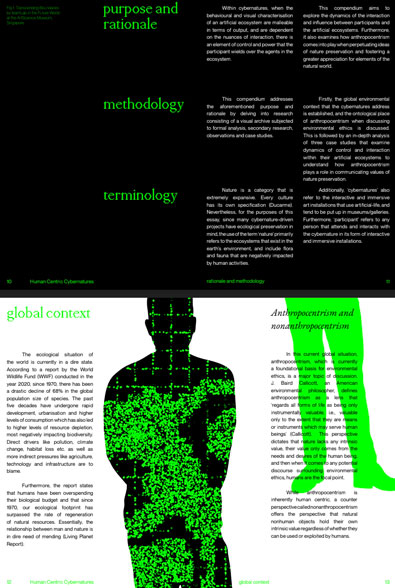 purpose and
rationale
Within cybernatures, when the
behavioural and visual characterisation
of an artificial ecosystem are malleable
in terms of output, and are dependent
on the nuances of interaction, there is
an element of control and power that the
participant wields over the agents in the
ecosystem.
This compendium aims to
explore the dynamics of the interaction
and influence between participants and
the artificial ecosystems. Furthermore,
it also examines how anthropocentrism
comes into play when perpetuating ideas
of nature preservation and fostering a
greater appreciation for elements of the
natural world.
methodology
This compendium addresses
the aforementioned purpose and
rationale by deriving into research
consisting of a visual archive subjected
to formal analysis, secondary research,
observations and case studies.
Firstly, the global environmental
context that the cybernatures address
is established, and the ontological place
of anthropocentrism when discussing
environmental ethics is discussed.
This is followed by an in-depth analysis
of three case studies that examine
dynamics of control and interaction
within their artificial ecosystems to
understand how anthropocentrism
plays a role in communicating values of
nature preservation.
terminology
Nature is a category that is
extremely expansive. Every culture
has its own specification (Ducarme).
Nevertheless, for the purposes of this
essay, since many cybernature-driven
projects have ecological preservation in
mind, the use of the term 'nature' primarily
refers to the ecosystems that exist in the
earth's environment, and include flora
and fauna that are negatively impacted
by human activities.
Additionally, 'cybernatures' also
refer to the interactive and immersive
art installations that use artificial-life, and
tend to be put up in museums/galleries.
Furthermore, 'participant' refers to any
person that attends and interacts with
the cybernature in its form of interactive
and immersive installations.
10
Human-Centric Cybernatures
rationale and methodology
11
global context
The ecological situation of
the world is currently in a dire state.
According to a report by the World
Wildlife Fund (WWF) conducted in the
year 2020, since 1970, there has been
a drastic decline of 68% in the global
population size of species. The past
five decades have undergone rapid
development, urbanisation and higher
levels of consumption which has also led
to higher levels of resource depletion,
most negatively impacting biodiversity.
Direct drivers like pollution, climate
change, habitat loss etc. as well as
more indirect pressures like agriculture,
technology and infrastructure are to
blame.
Furthermore, the report states
that humans have been overspending
their biological budget and that since
1970, our ecological footprint has
surpassed the rate of regeneration
of natural resources. Essentially, the
relationship between man and nature is
in dire need of mending (Living Planet
Report).
Anthropocentrism and
nonanthropocentrism
In this current global situation,
anthropocentrism, which is currently
a foundational basis for environmental
ethics, is a major topic of discussion.
J. Baird Callicott, an American
environmental philosopher, defines
anthropocentrism as a lens that
'regards all forms of life as being only
instrumentally valuable, i.e., valuable
only to the extent that they are means
or instruments which may serve human
beings' (Callicott). This perspective
dictates that nature lacks any intrinsic
value, their value only comes from the
needs and desires of the human being,
and then when it comes to any potential
discourse surrounding environmental
ethics, humans are the focal point.
While anthropocentrism is
inherently human centric, a counter
perspective called nonanthropocentrism
offers the perspective that natural
nonhuman objects hold their own
intrinsic value regardless of whether they
can be used or exploited by humans.
12
Human-Centric Cybernatures
global context
13